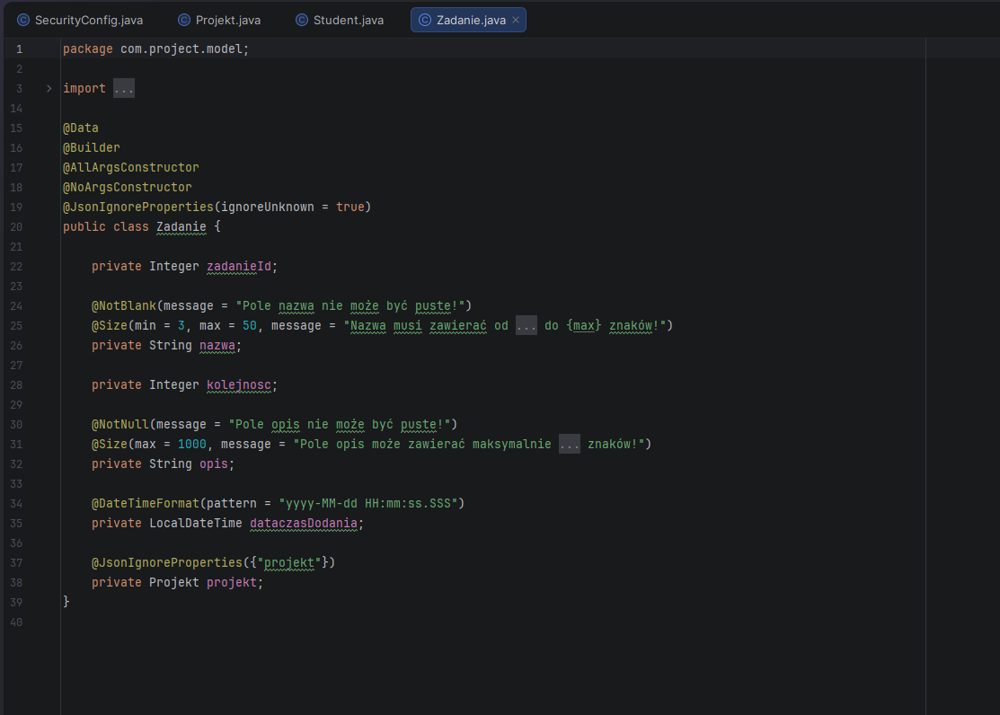 SecurityConfig.java Projekt.java Student.java Zadanie.java
1 package com.project.model;
2
3 import ...
14
15 @Data
16 @Builder
17 @AllArgsConstructor
18 @NoArgsConstructor
19 @JsonIgnoreProperties(ignoreUnknown = true)
20 public class Zadanie {
21
22 private Integer zadanieId;
23
24 @NotBlank(message = "Pole nazwa nie może być puste!")
25 @Size(min = 3, max = 50, message = "Nazwa musi zawierać od ... do {max} znaków!")
26 private String nazwa;
27
28 private Integer kolejnosc;
29
30 @NotNull(message = "Pole opis nie może być puste!")
31 @Size(max = 1000, message = "Pole opis może zawierać maksymalnie ... znaków!")
32 private String opis;
33
34 @DateTimeFormat(pattern = "yyyy-MM-dd HH:mm:ss.SSS")
35 private LocalDateTime dataczasDodania;
36
37 @JsonIgnoreProperties({"projekt"})
38 private Projekt projekt;
39 }
40